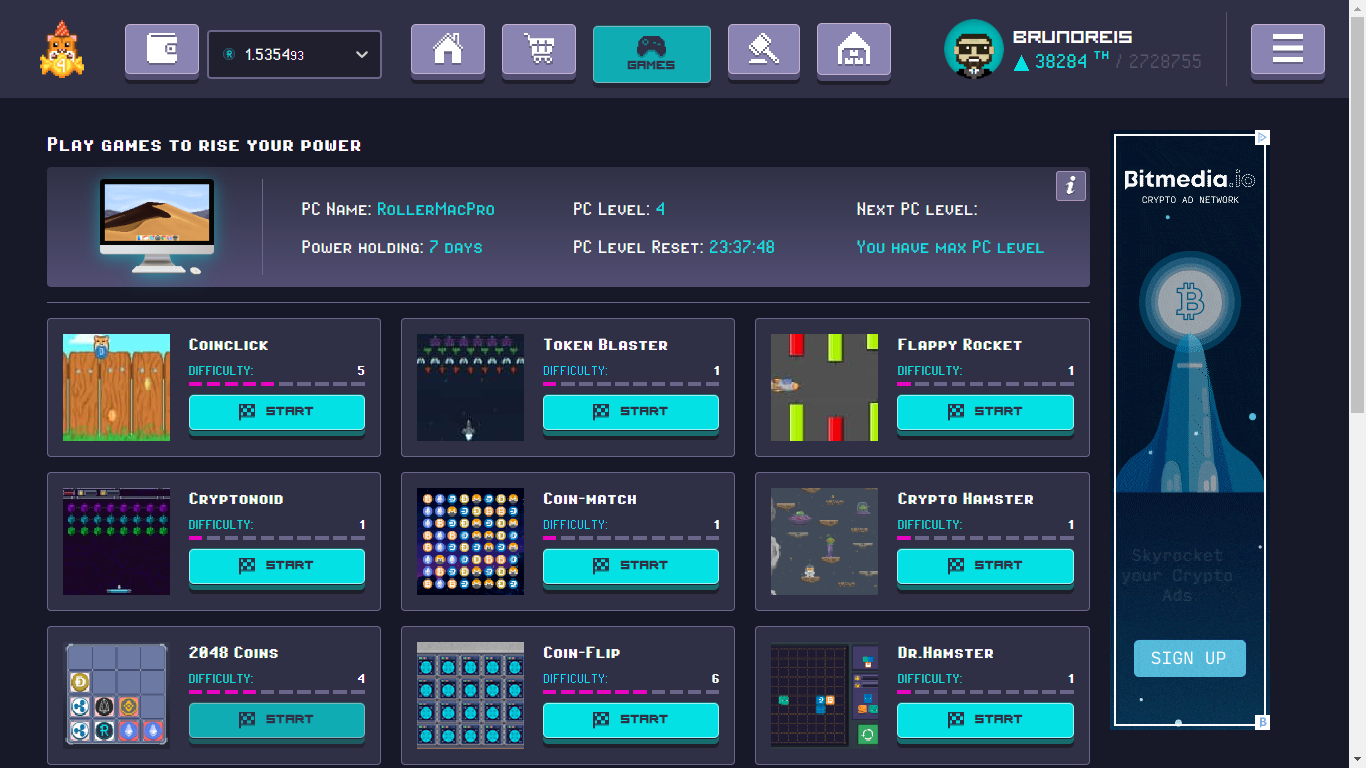 1.535493
GAMES
BRUNOREIS
38284 TH / 2728755
Play games to rise your power
PC Name: RollerMacPro
PC Level: 4
Next PC level:
Power holding: 7 days
PC Level Reset: 23:37:48
You have max PC level
Coinclick
DIFFICULTY: 5
START
Token Blaster
DIFFICULTY: 1
START
Flappy Rocket
DIFFICULTY: 1
START
Cryptonoid
DIFFICULTY: 1
START
Coin-match
DIFFICULTY: 1
START
Crypto Hamster
DIFFICULTY: 1
START
2048 Coins
DIFFICULTY: 4
START
Coin-Flip
DIFFICULTY: 6
START
Dr.Hamster
DIFFICULTY: 1
START
Bitmedia.io
CRYPTO AD NETWORK
Skyrocket
your Crypto
Ads
SIGN UP